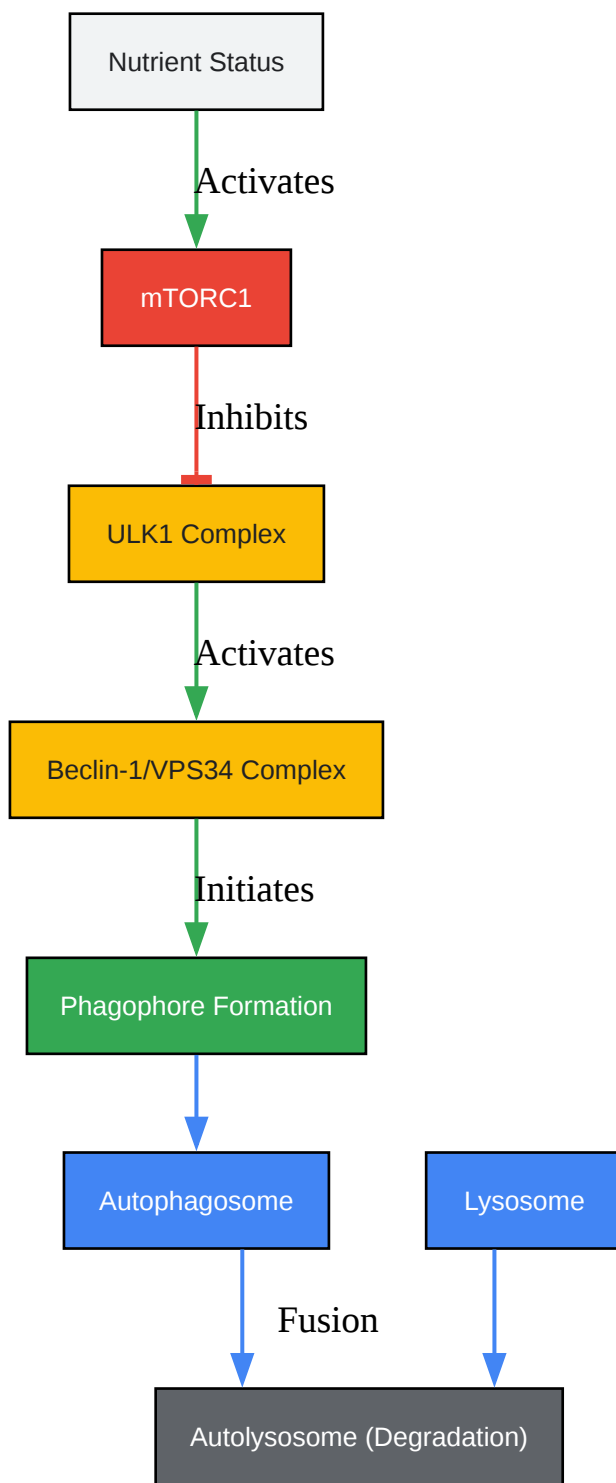 Nutrient Status
Activates
mTORC1
Inhibits
ULK1 Complex
Activates
Beclin-1/VPS34 Complex
Initiates
Phagophore Formation
Autophagosome
Lysosome
Fusion
Autolysosome (Degradation)